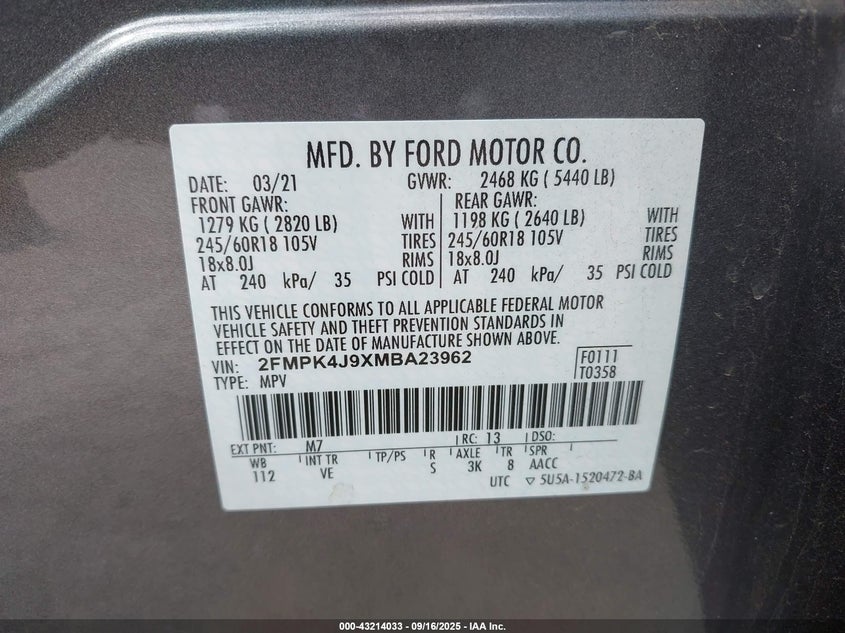 MFD. BY FORD MOTOR CO.
DATE: 03/21 GVWR: 2468 KG ( 5440 LB)
FRONT GAWR: REAR GAWR:
1279 KG ( 2820 LB) WITH 1198 KG ( 2640 LB) WITH
245/60R18 105V TIRES 245/60R18 105V TIRES
18x8.0J RIMS 18x8.0J RIMS
AT 240 kPa/ 35 PSI COLD AT 240 kPa/ 35 PSI COLD
THIS VEHICLE CONFORMS TO ALL APPLICABLE FEDERAL MOTOR
VEHICLE SAFETY AND THEFT PREVENTION STANDARDS IN
EFFECT ON THE DATE OF MANUFACTURE SHOWN ABOVE.
VIN: 2FMPK4J9XMBA23962 F0111
TYPE: MPV T0358
EXT PNT: M7 RC: 13 DSO:
WB INT TR TP/PS R AXLE TR SPR
112 VE S 3K 8 AACC
UTC ▽ 5U5A-1520472-BA
000-43214033 - 09/16/2025 - IAA Inc.